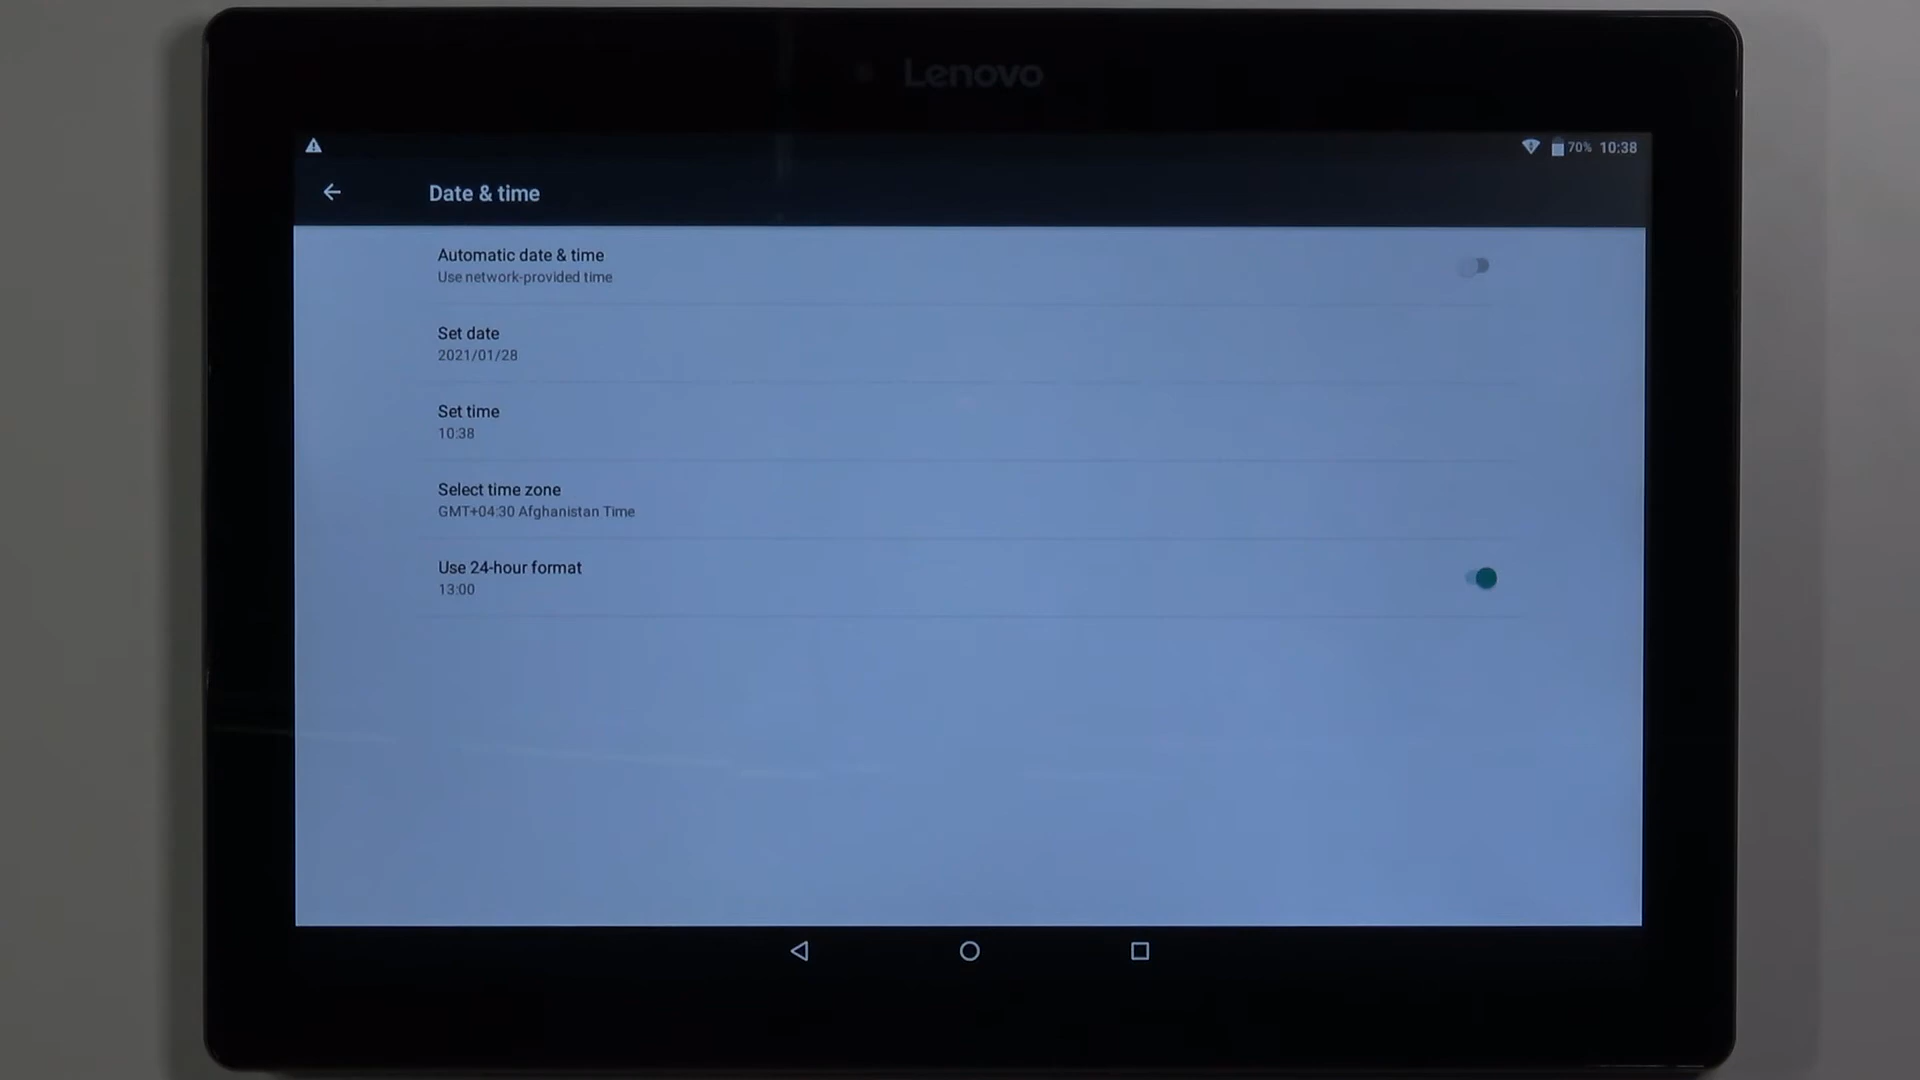 Lenovo
70% 10:38
Date & time
Automatic date & time
Use network-provided time
Set date
2021/01/28
Set time
10:38
Select time zone
GMT+04:30 Afghanistan Time
Use 24-hour format
13:00